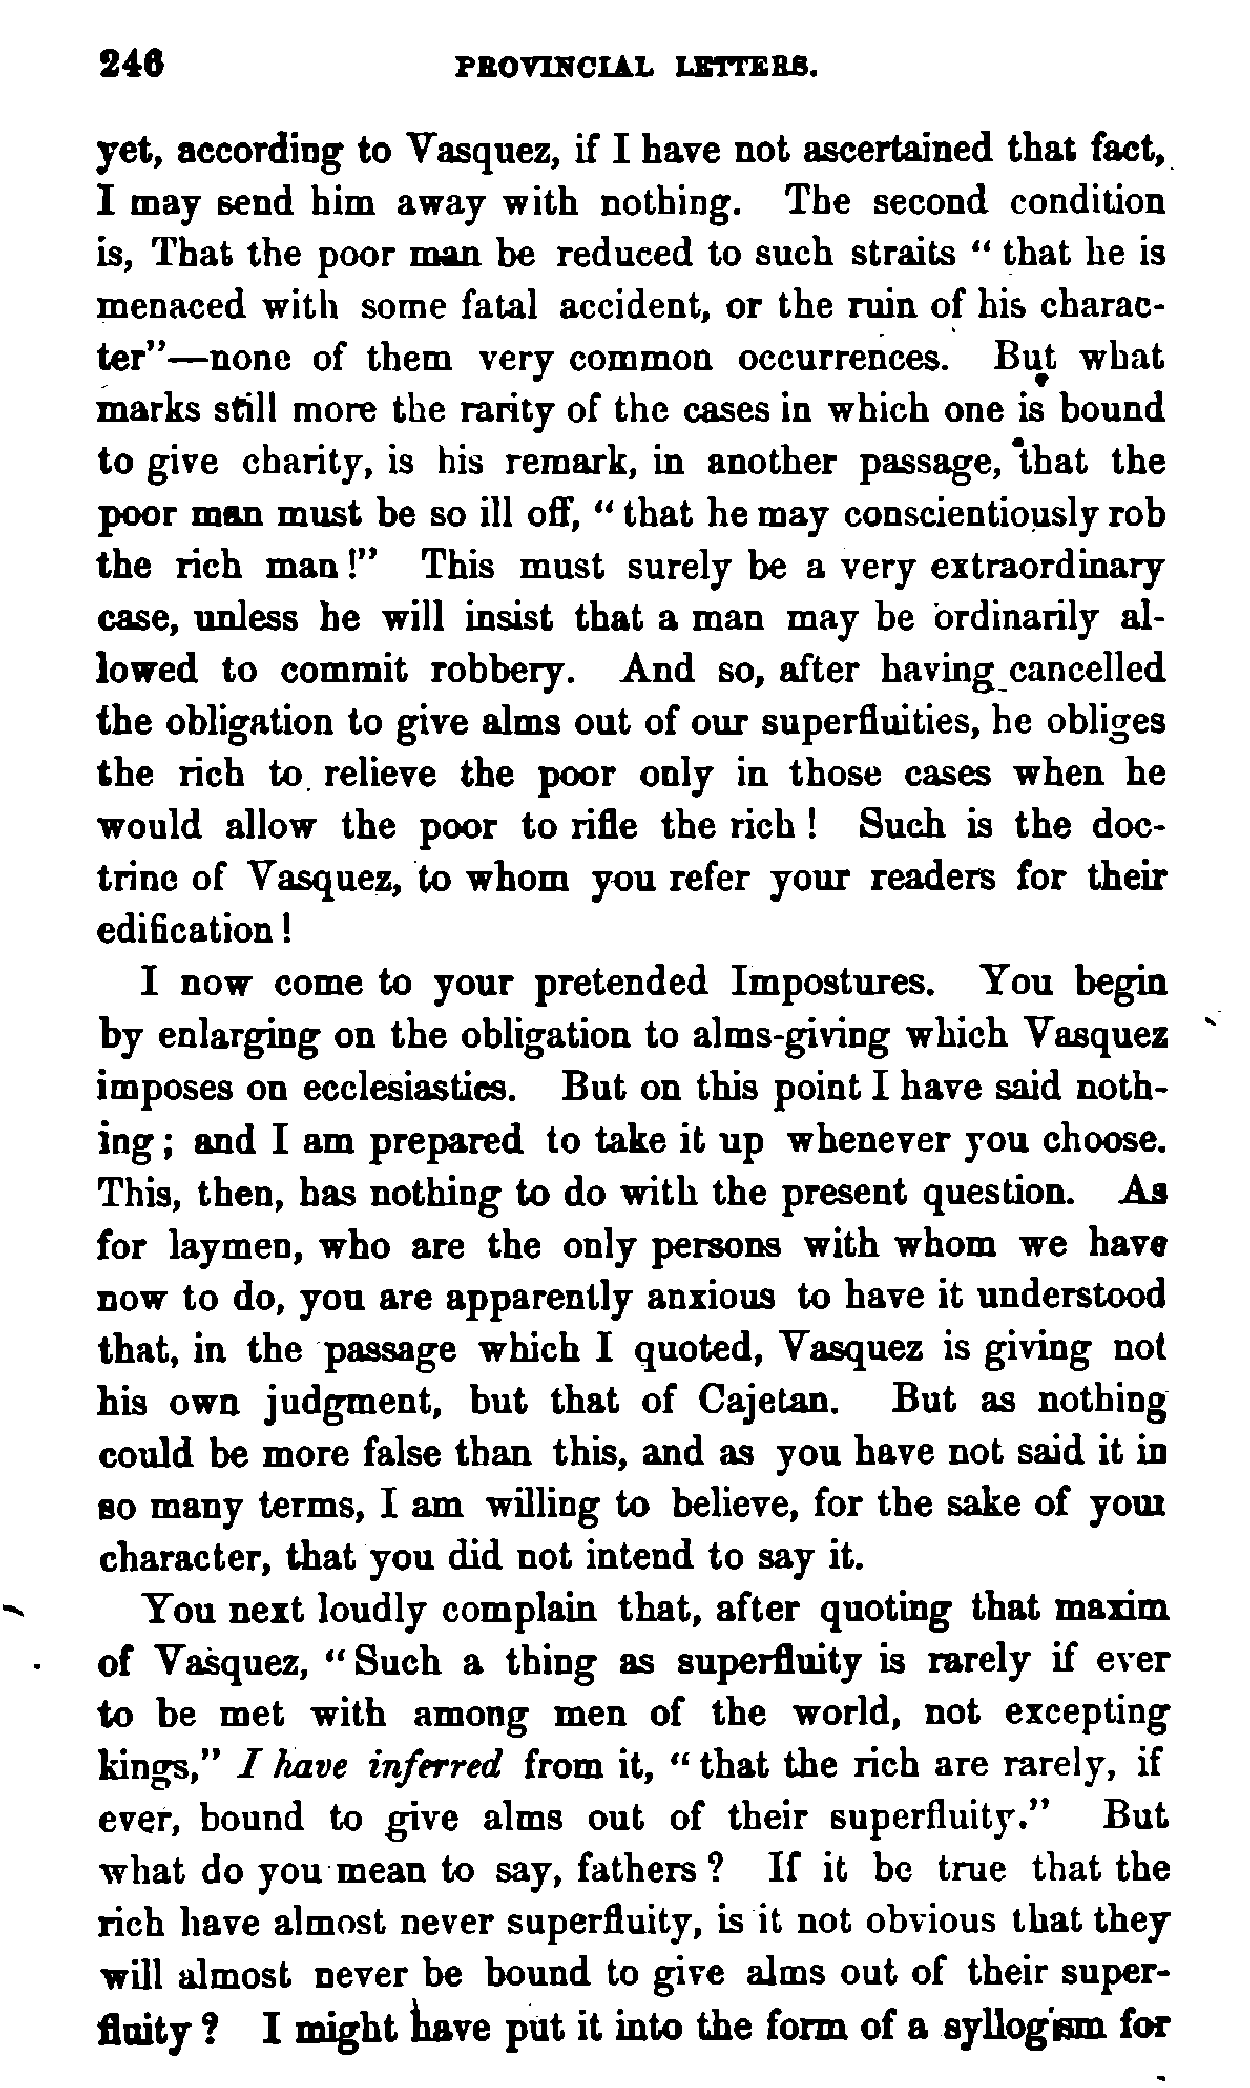 246 PROVINCIAL LETTERS.
yet, according to Vasquez, if I have not ascertained that fact,
I may send him away with nothing. The second condition
is, That the poor man be reduced to such straits “ that he is
menaced with some fatal accident, or the ruin of his charac-
ter”—none of them very common occurrences. But what
marks still more the rarity of the cases in which one is bound
to give charity, is his remark, in another passage, that the
poor man must be so ill off, “ that he may conscientiously rob
the rich man !” This must surely be a very extraordinary
case, unless he will insist that a man may be ordinarily al-
lowed to commit robbery. And so, after having cancelled
the obligation to give alms out of our superfluities, he obliges
the rich to relieve the poor only in those cases when he
would allow the poor to rifle the rich ! Such is the doc-
trine of Vasquez, to whom you refer your readers for their
edification !
I now come to your pretended Impostures. You begin
by enlarging on the obligation to alms-giving which Vasquez
imposes on ecclesiastics. But on this point I have said noth-
ing ; and I am prepared to take it up whenever you choose.
This, then, has nothing to do with the present question. As
for laymen, who are the only persons with whom we have
now to do, you are apparently anxious to have it understood
that, in the passage which I quoted, Vasquez is giving not
his own judgment, but that of Cajetan. But as nothing
could be more false than this, and as you have not said it in
so many terms, I am willing to believe, for the sake of your
character, that you did not intend to say it.
You next loudly complain that, after quoting that maxim
of Vasquez, “ Such a thing as superfluity is rarely if ever
to be met with among men of the world, not excepting
kings,” I have inferred from it, “ that the rich are rarely, if
ever, bound to give alms out of their superfluity.” But
what do you mean to say, fathers ? If it be true that the
rich have almost never superfluity, is it not obvious that they
will almost never be bound to give alms out of their super-
fluity ? I might have put it into the form of a syllogism for